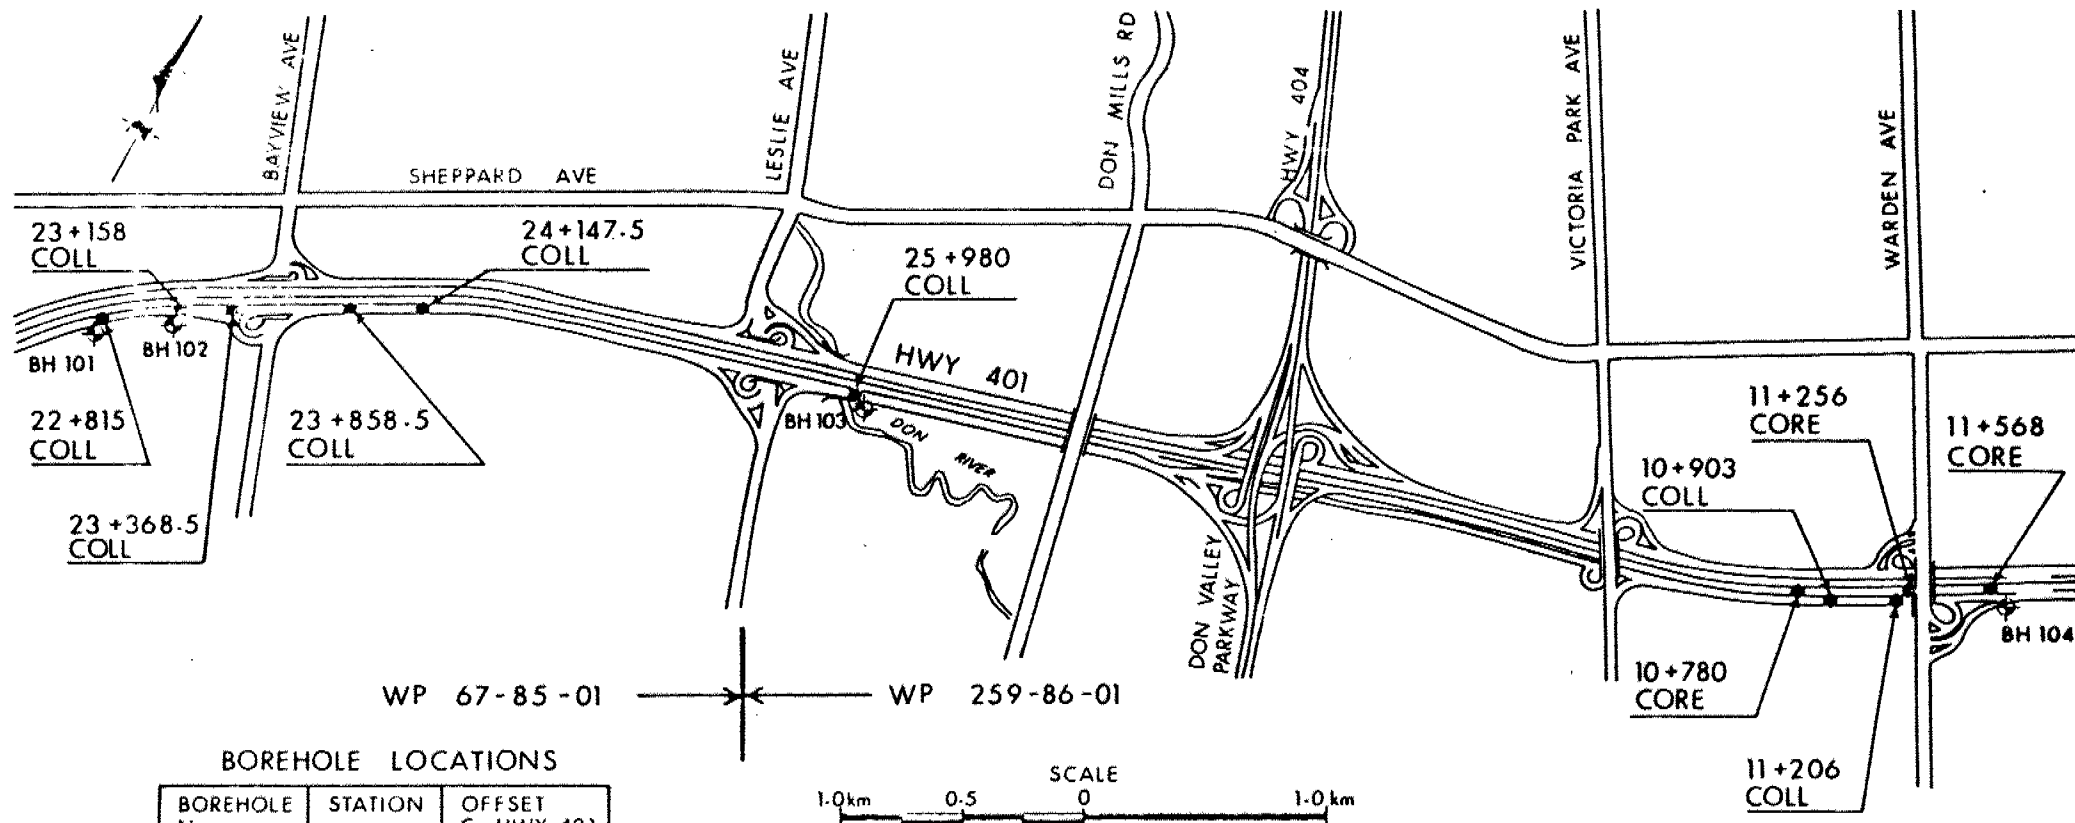 BAYVIEW AVE
LESLIE AVE
DON MILLS RD
HWY 404
VICTORIA PARK AVE
WARDEN AVE
SHEPPARD AVE
23+158
COLL
24+147.5
COLL
25+980
COLL
BH 101
BH 102
HWY 401
22+815
COLL
23+858.5
COLL
BH 103
DON
RIVER
11+256
CORE
11+568
CORE
10+903
COLL
23+368.5
COLL
DON VALLEY
PARKWAY
BH 104
10+780
CORE
WP 67-85-01
WP 259-86-01
11+206
COLL
BOREHOLE LOCATIONS
BOREHOLE
STATION
OFFSET
SCALE
1.0km 0.5 0 1.0km